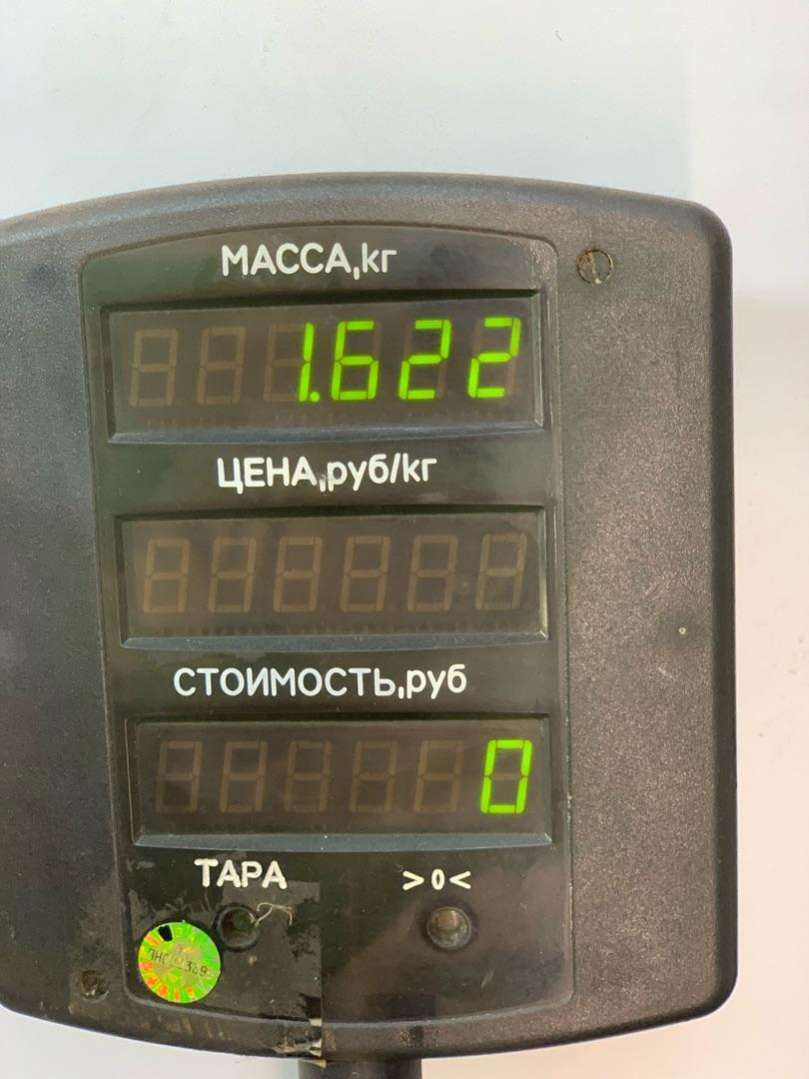 МАССА,кг
1.622
ЦЕНА,руб/кг
СТОИМОСТЬ,руб
0
ТАРА >0<